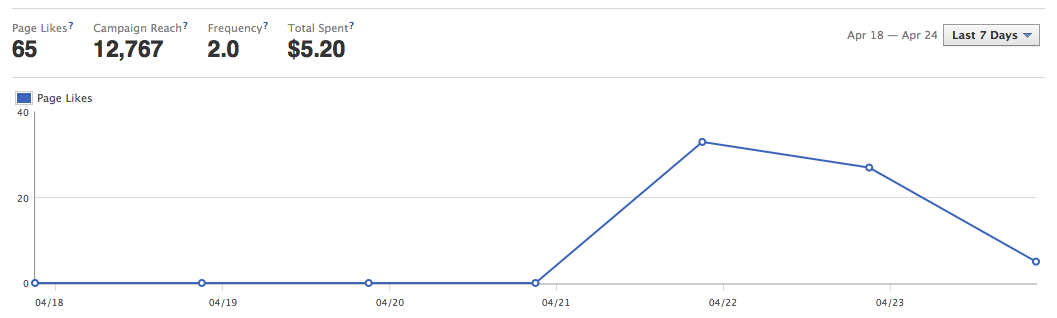 Page Likes? Campaign Reach? Frequency? Total Spent?
65 12,767 2.0 $5.20
Apr 18 — Apr 24 Last 7 Days
Page Likes
40
20
0
04/18 04/19 04/20 04/21 04/22 04/23